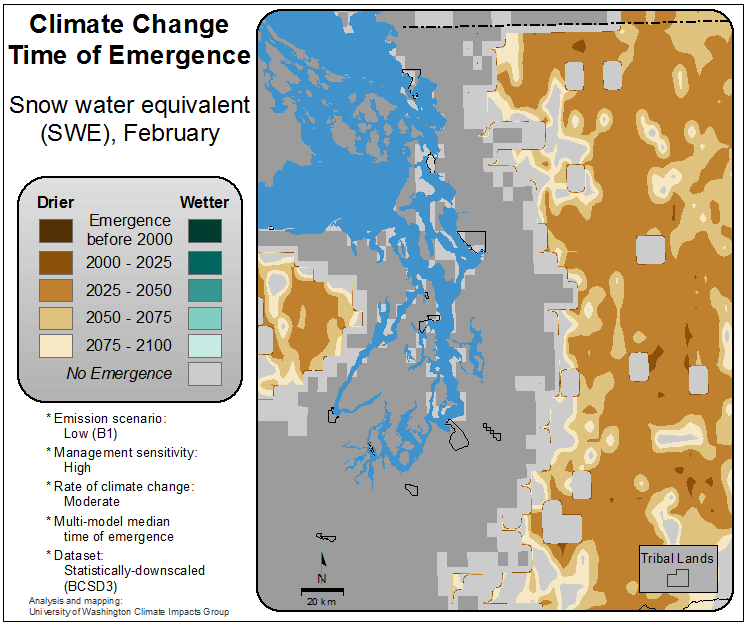 Climate Change
Time of Emergence
Snow water equivalent
(SWE), February
Drier
Wetter
Emergence
before 2000
2000 - 2025
2025 - 2050
2050 - 2075
2075 - 2100
No Emergence
* Emission scenario:
Low (B1)
* Management sensitivity:
High
* Rate of climate change:
Moderate
* Multi-model median
time of emergence
* Dataset:
Statistically-downscaled
(BCSD3)
Analysis and mapping:
University of Washington Climate Impacts Group
N
20 km
Tribal Lands